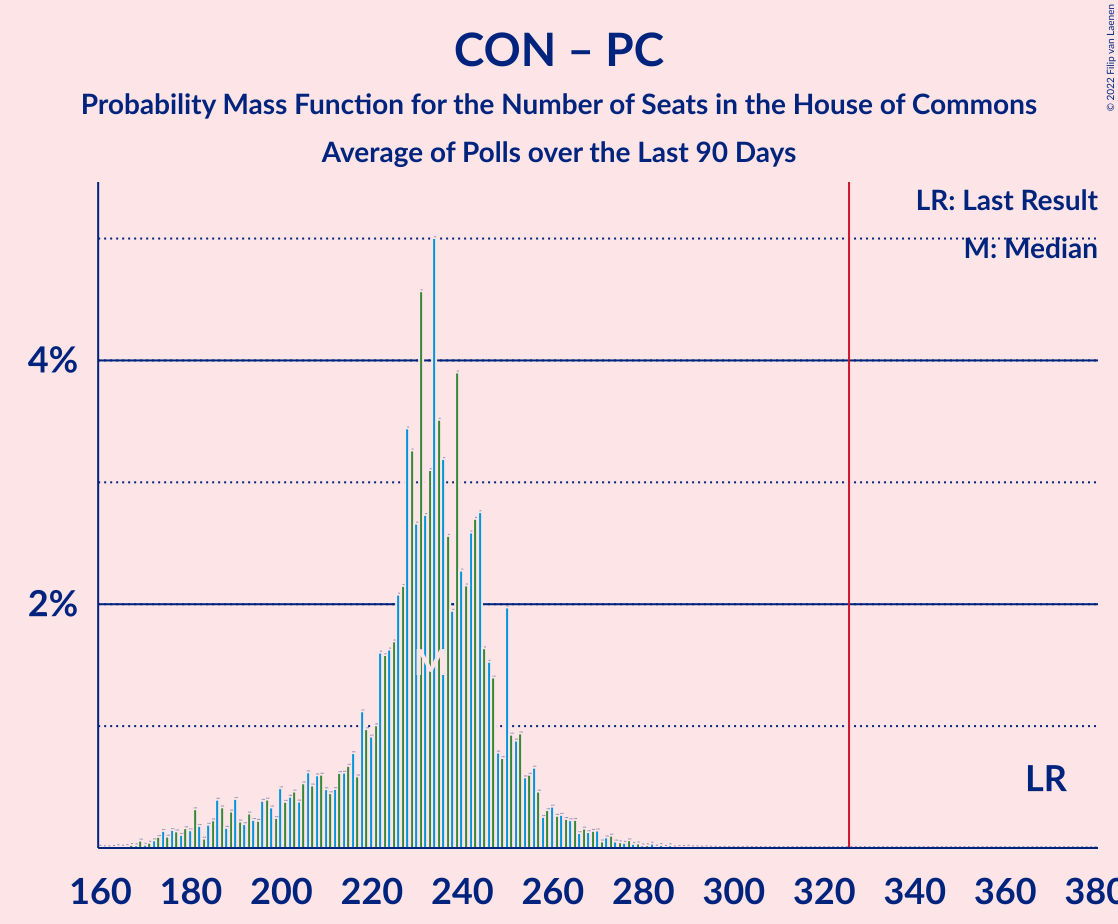 CON – PC
Probability Mass Function for the Number of Seats in the House of Commons
Average of Polls over the Last 90 Days
© 2022 Filip van Laenen
LR: Last Result
M: Median
4%
2%
M
LR
160 180 200 220 240 260 280 300 320 340 360 380